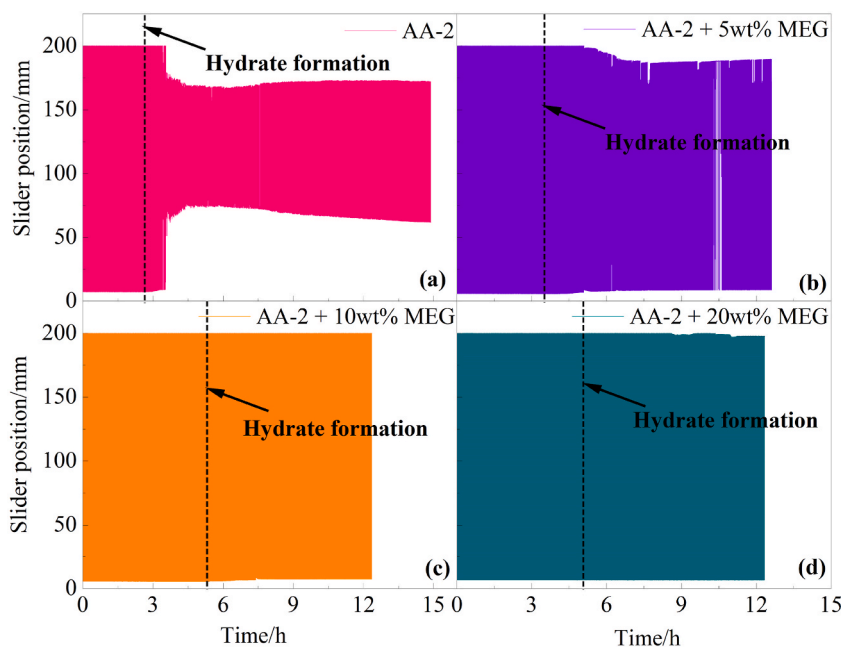 AA-2
Hydrate formation
200
150
100
50
0
Slider position/mm
(a)
AA-2 + 5wt% MEG
Hydrate formation
(b)
AA-2 + 10wt% MEG
Hydrate formation
200
150
100
50
0
Slider position/mm
(c)
0 3 6 9 12 15
Time/h
AA-2 + 20wt% MEG
Hydrate formation
(d)
0 3 6 9 12 15
Time/h